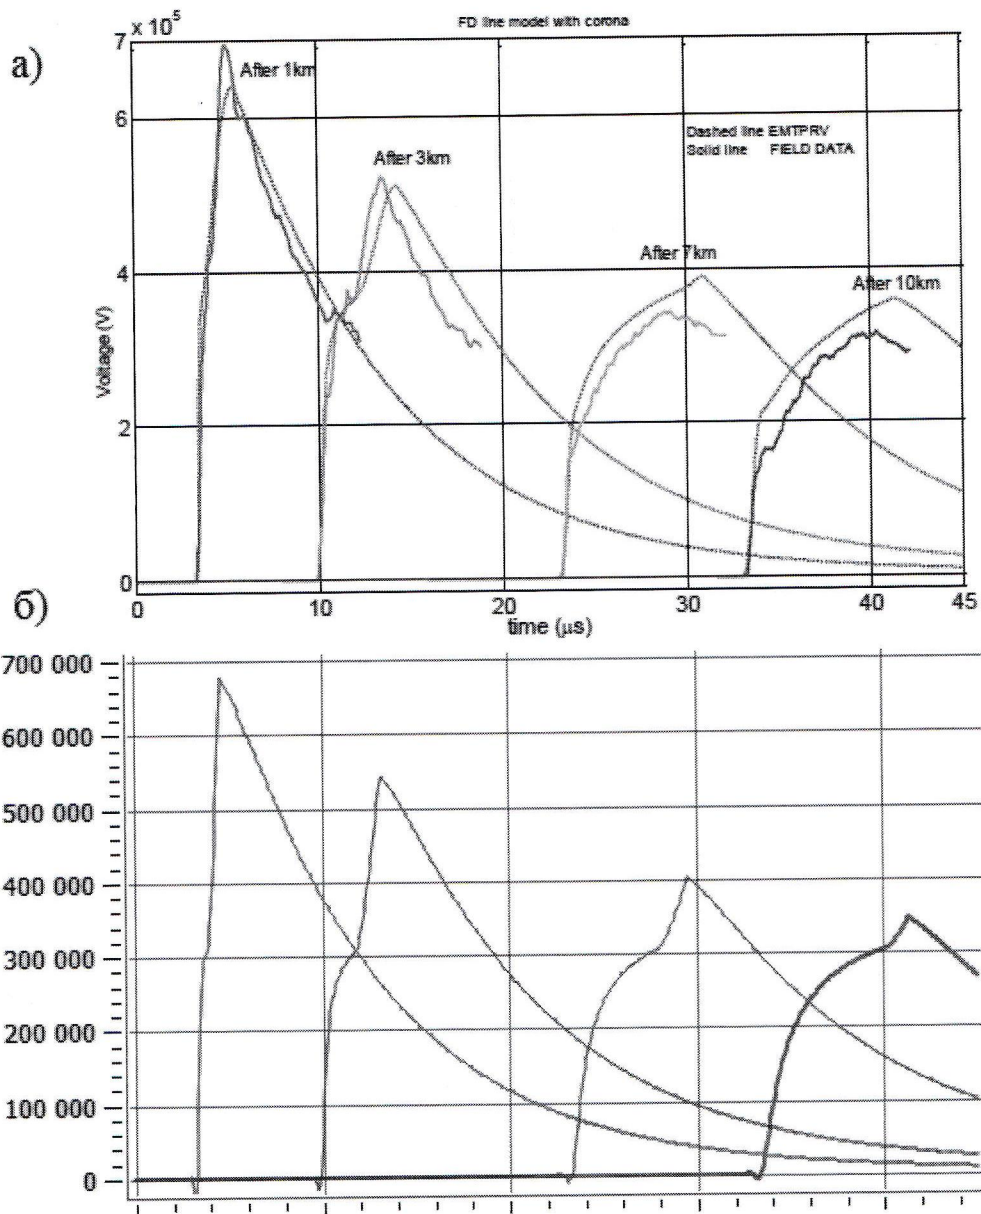 а)
x 10⁵
FD line model with corona
7
After 1km
6
Dashed line EMTPRV
Solid line FIELD DATA
After 3km
After 7km
After 10km
4
Voltage (V)
2
0
0 10 20 30 40 45
time (µs)
б)
700 000
600 000
500 000
400 000
300 000
200 000
100 000
0